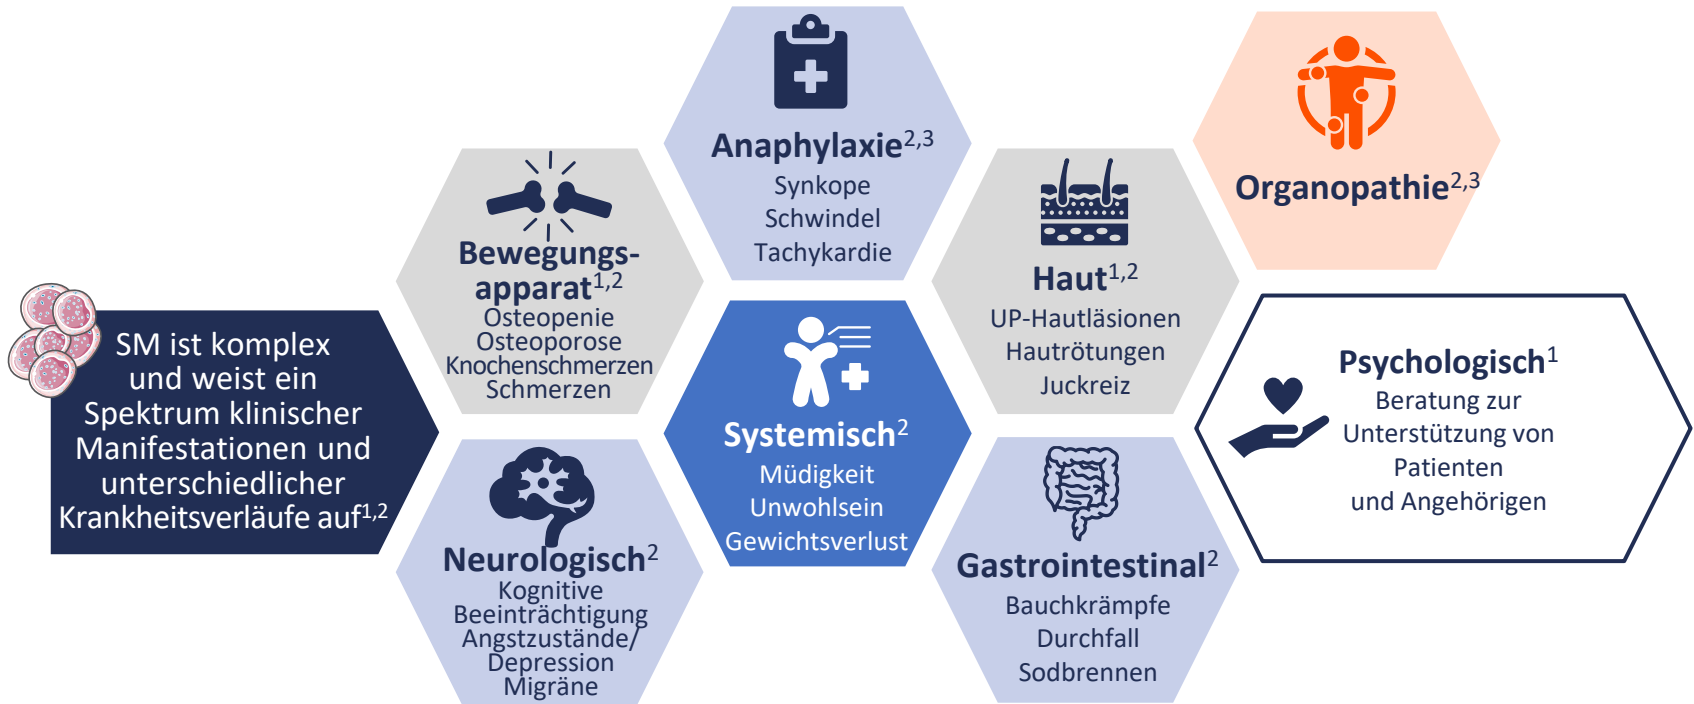 SM ist komplex
und weist ein
Spektrum klinischer
Manifestationen und
unterschiedlicher
Krankheitsverläufe auf1,2
Bewegungs-
apparat1,2
Osteopenie
Osteoporose
Knochenschmerzen
Schmerzen
Neurologisch2
Kognitive
Beeinträchtigung
Angstzustände/
Depression
Migräne
Anaphylaxie2,3
Synkope
Schwindel
Tachykardie
Systemisch2
Müdigkeit
Unwohlsein
Gewichtsverlust
Haut1,2
UP-Hautläsionen
Hautrötungen
Juckreiz
Gastrointestinal2
Bauchkrämpfe
Durchfall
Sodbrennen
Organopathie2,3
Psychologisch1
Beratung zur
Unterstützung von
Patienten
und Angehörigen